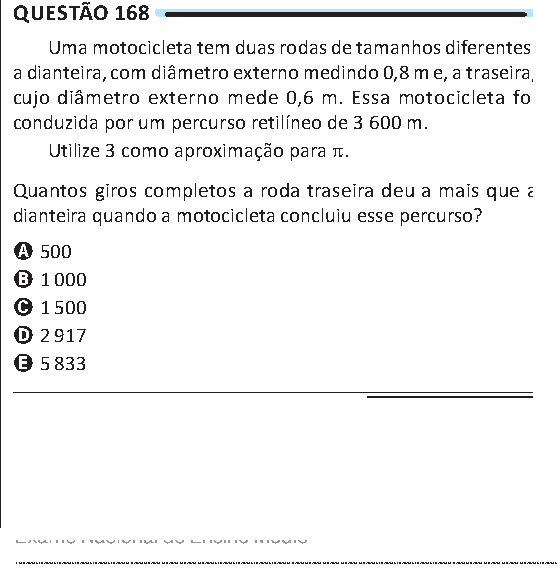 QUESTÃO 168
Uma motocicleta tem duas rodas de tamanhos diferentes
a dianteira, com diâmetro externo medindo 0,8 m e, a traseira,
cujo diâmetro externo mede 0,6 m. Essa motocicleta fo
conduzida por um percurso retilíneo de 3 600 m.
Utilize 3 como aproximação para π.
Quantos giros completos a roda traseira deu a mais que a
dianteira quando a motocicleta concluiu esse percurso?
A 500
B 1 000
C 1 500
D 2 917
E 5 833